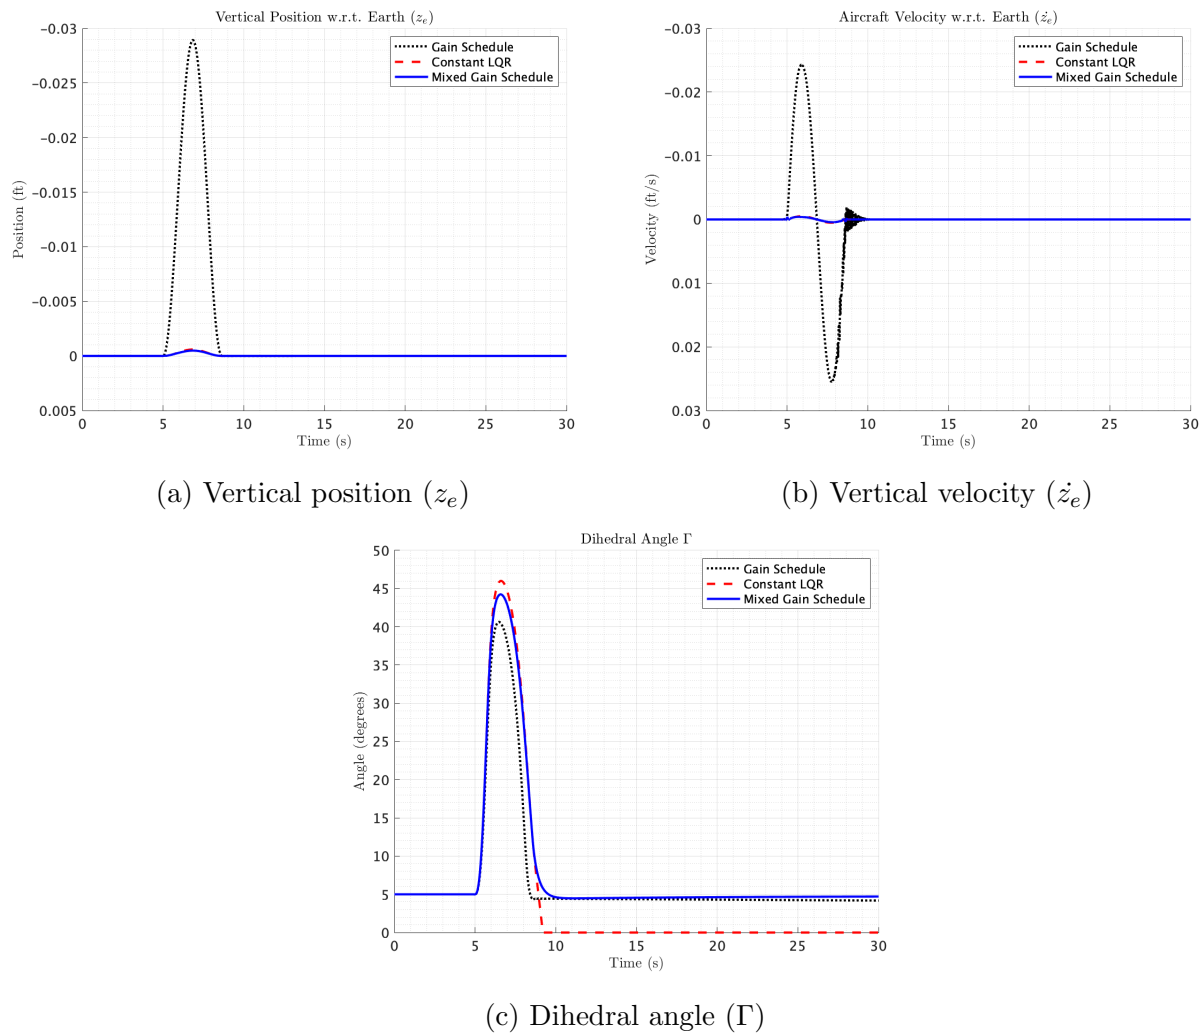 Vertical Position w.r.t. Earth (zₑ)
-0.03
-0.025
-0.02
-0.015
-0.01
-0.005
0
0.005
Position (ft)
0 5 10 15 20 25 30
Time (s)
Gain Schedule
Constant LQR
Mixed Gain Schedule
(a) Vertical position (zₑ)
Aircraft Velocity w.r.t. Earth (żₑ)
-0.03
-0.02
-0.01
0
0.01
0.02
0.03
Velocity (ft/s)
0 5 10 15 20 25 30
Time (s)
Gain Schedule
Constant LQR
Mixed Gain Schedule
(b) Vertical velocity (żₑ)
Dihedral Angle Γ
50
45
40
35
30
25
20
15
10
5
0
Angle (degrees)
0 5 10 15 20 25 30
Time (s)
Gain Schedule
Constant LQR
Mixed Gain Schedule
(c) Dihedral angle (Γ)